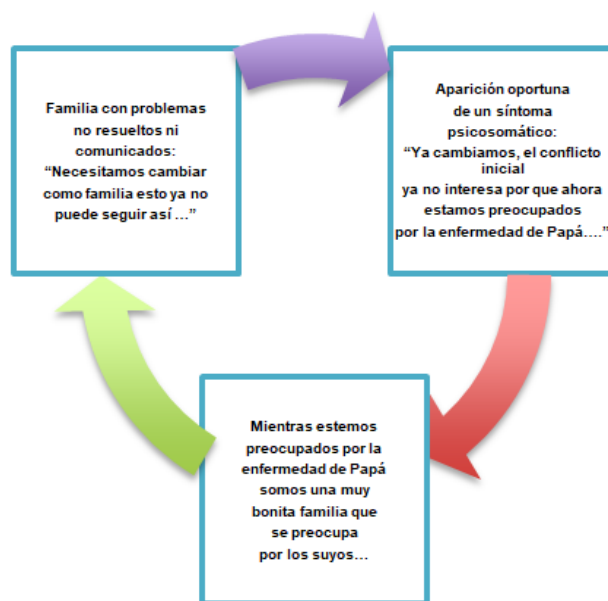 Familia con problemas
no resueltos ni
comunicados:
“Necesitamos cambiar
como familia esto ya no
puede seguir así …”
Aparición oportuna
de un síntoma
psicosomático:
“Ya cambiamos, el conflicto
inicial
ya no interesa por que ahora
estamos preocupados
por la enfermedad de Papá….”
Mientras estemos
preocupados por la
enfermedad de Papá
somos una muy
bonita familia que
se preocupa
por los suyos…